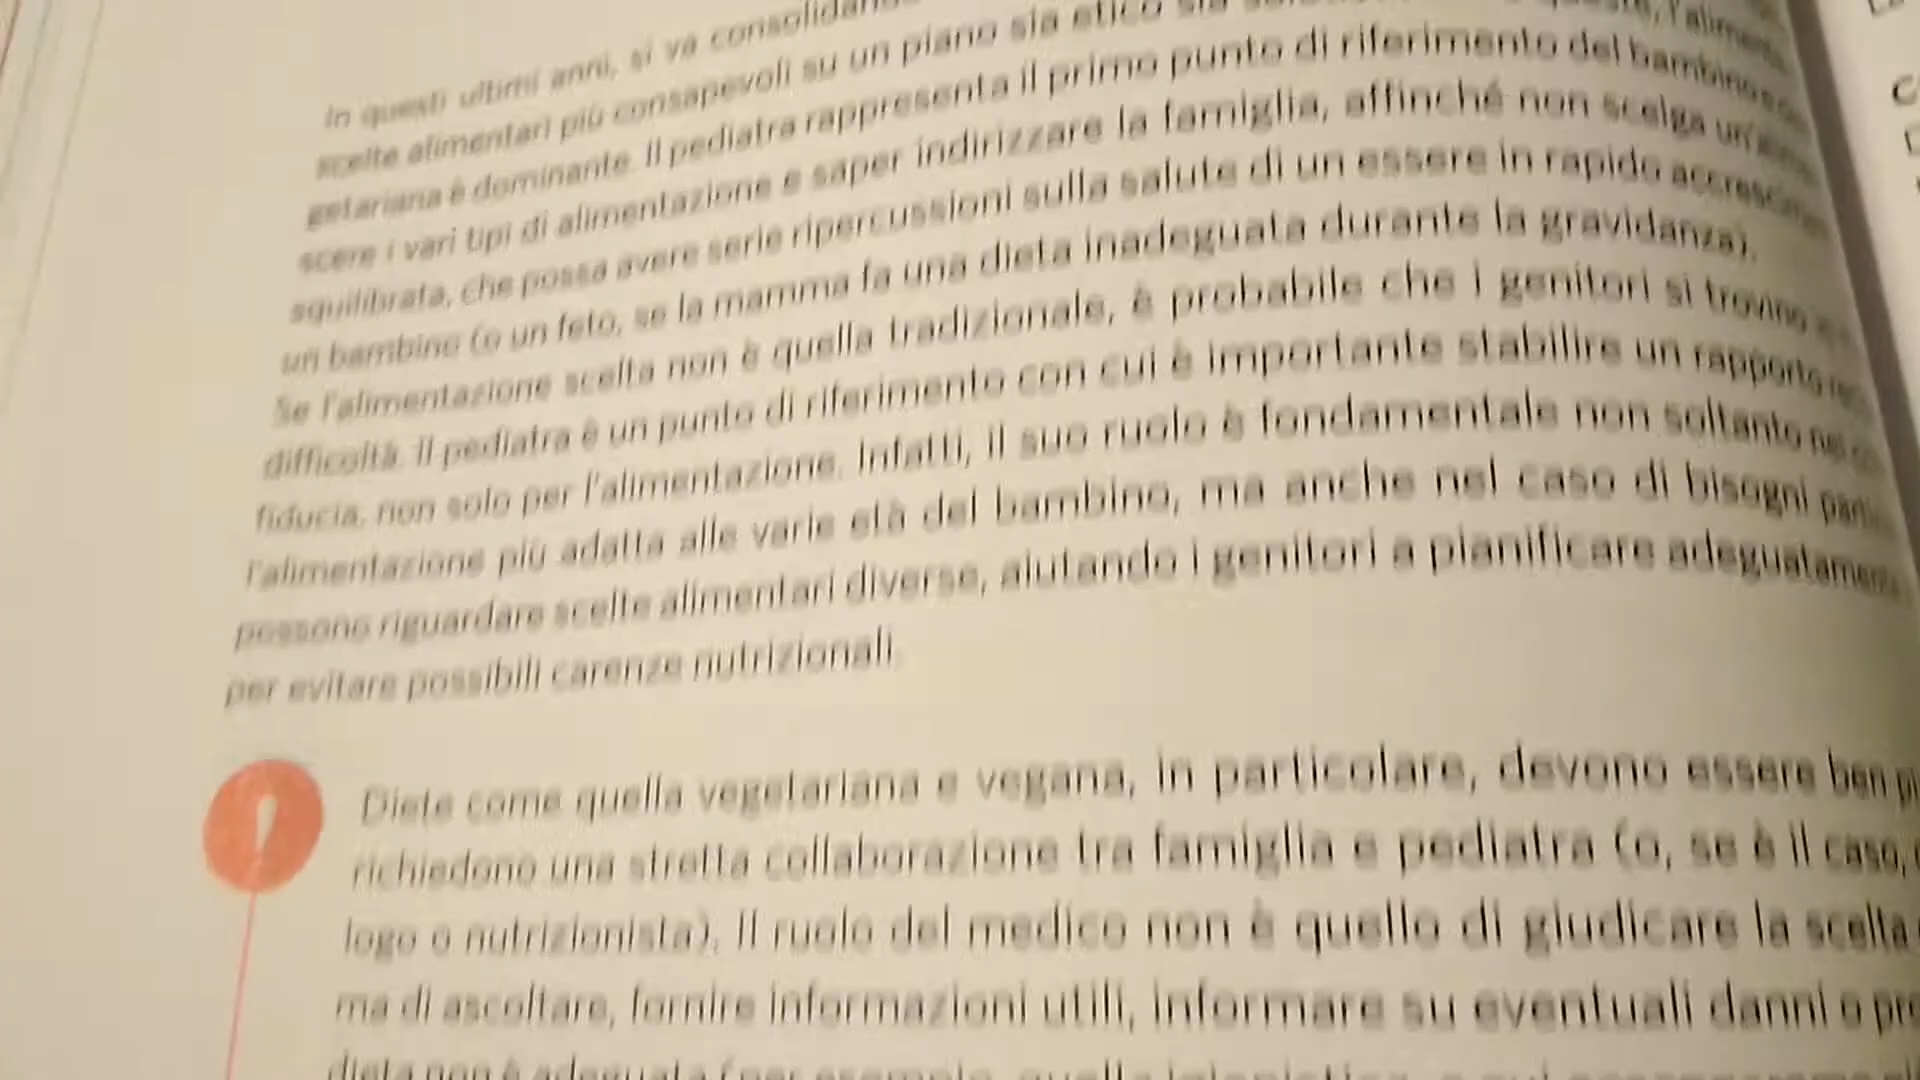 In questi ultimi anni, si va consolidando
scelte alimentari più consapevoli su un piano sia etico sia
getariana è dominante. Il pediatra rappresenta il primo punto di riferimento del bambino
scere i vari tipi di alimentazione e saper indirizzare la famiglia, affinché non scelga
squilibrata, che possa avere serie ripercussioni sulla salute di un essere in rapido
un bambino (o un feto, se la mamma fa una dieta inadeguata durante la gravidanza).
Se l'alimentazione scelta non è quella tradizionale, è probabile che i genitori si trovino
difficoltà. Il pediatra è un punto di riferimento con cui è importante stabilire un rapporto
fiducia, non solo per l'alimentazione. Infatti, il suo ruolo è fondamentale non soltanto
l'alimentazione più adatta alle varie età del bambino, ma anche nel caso di bisogni
possono riguardare scelte alimentari diverse, aiutando i genitori a pianificare adeguatamente
per evitare possibili carenze nutrizionali.
Diete come quella vegetariana e vegana, in particolare, devono essere ben
richiedono una stretta collaborazione tra famiglia e pediatra (o, se è il caso,
logo o nutrizionista). Il ruolo del medico non è quello di giudicare la scelta
ma di ascoltare, fornire informazioni utili, informare su eventuali danni o
dieta non è adeguata (per esempio, quella